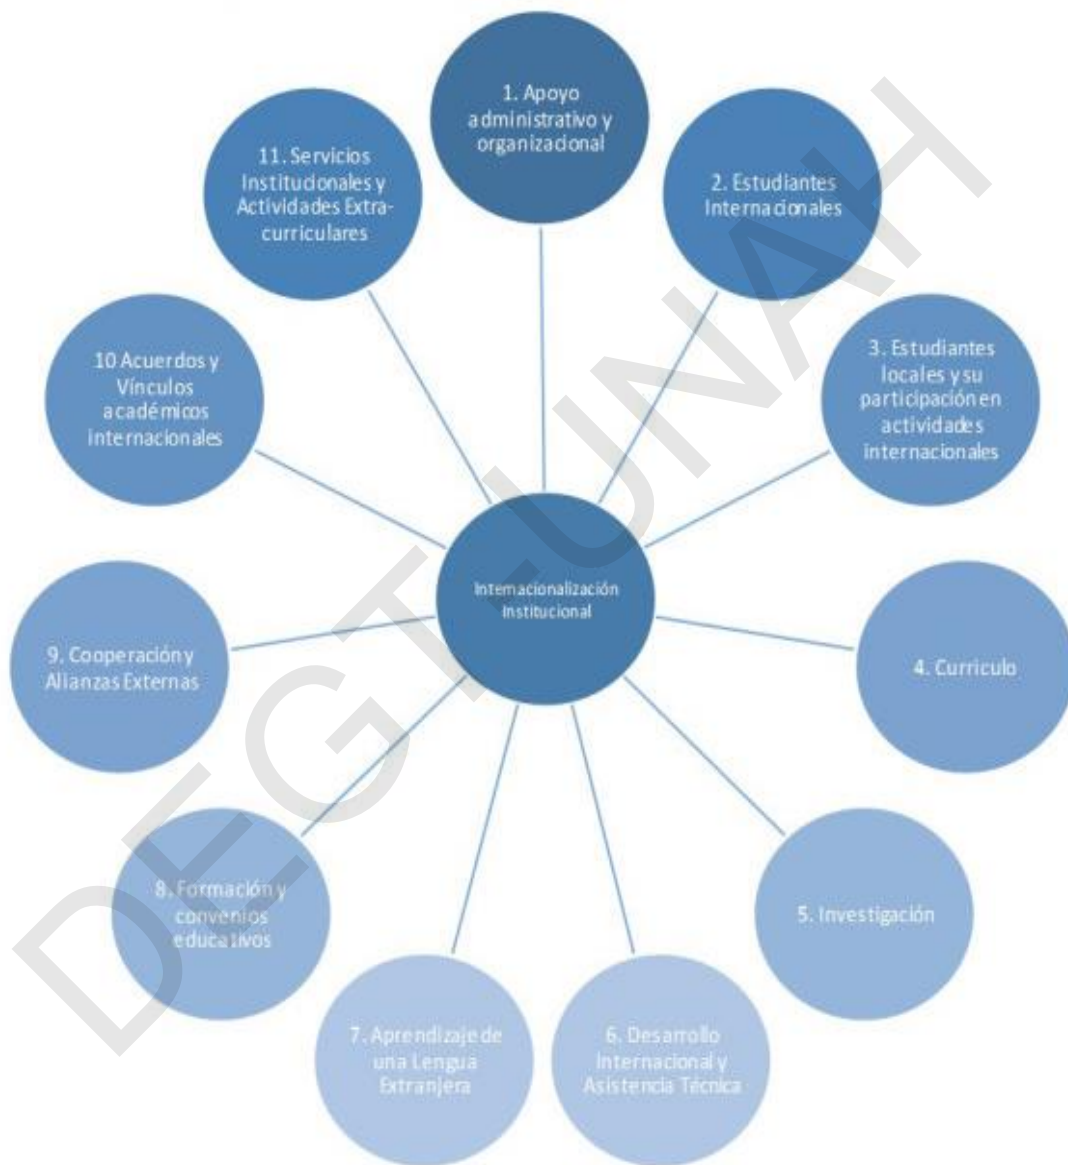 1. Apoyo
administrativo y
organizacional
2. Estudiantes
Internacionales
3. Estudiantes
locales y su
participación en
actividades
internacionales
4. Curriculo
5. Investigación
6. Desarrollo
Internacional y
Asistencia Técnica
7. Aprendizaje de
una Lengua
Extranjera
8. Formación y
convenios
educativos
9. Cooperación y
Alianzas Externas
10 Acuerdos y
Vínculos
académicos
internacionales
11. Servicios
Institucionales y
Actividades Extra-
curriculares
Internacionalización
Institucional
DEGT-UNAH